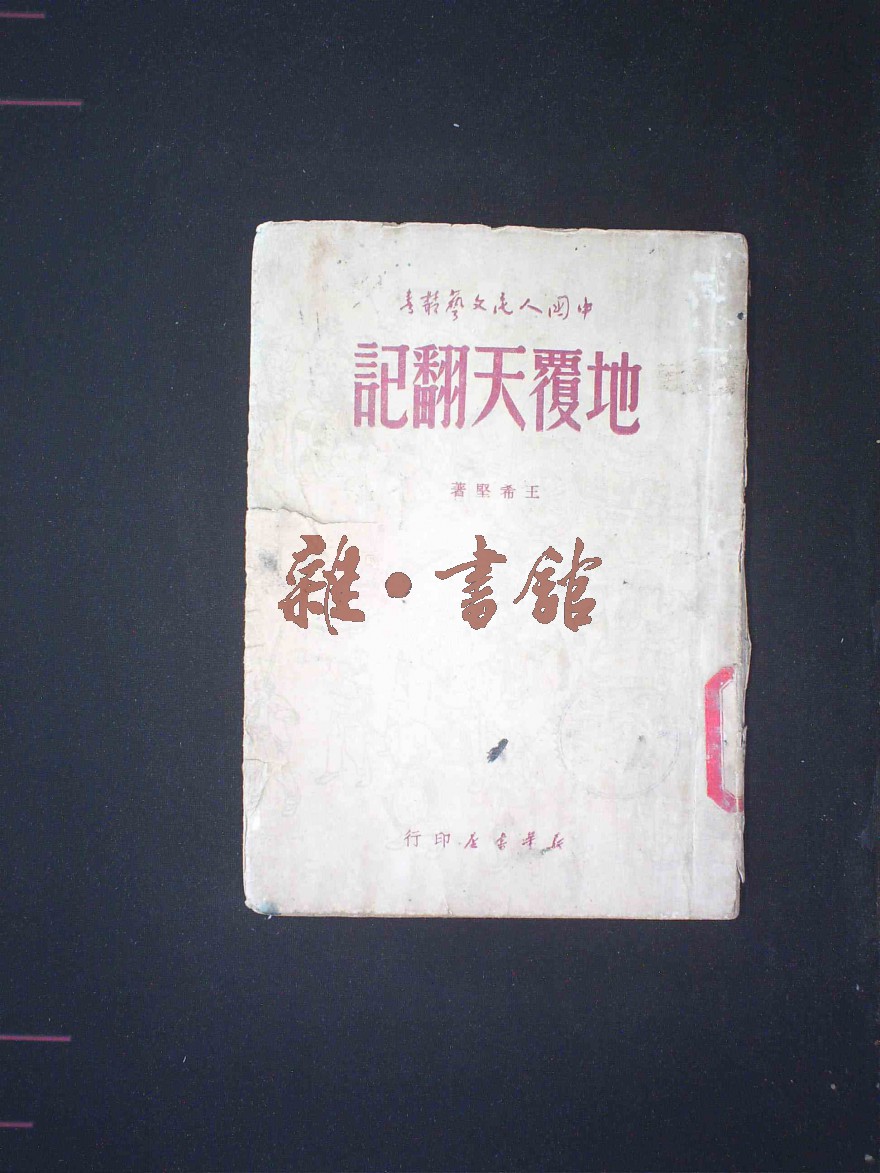 中國人民文藝叢書
地覆天翻記
王希堅著
雜·書館
新華書店印行